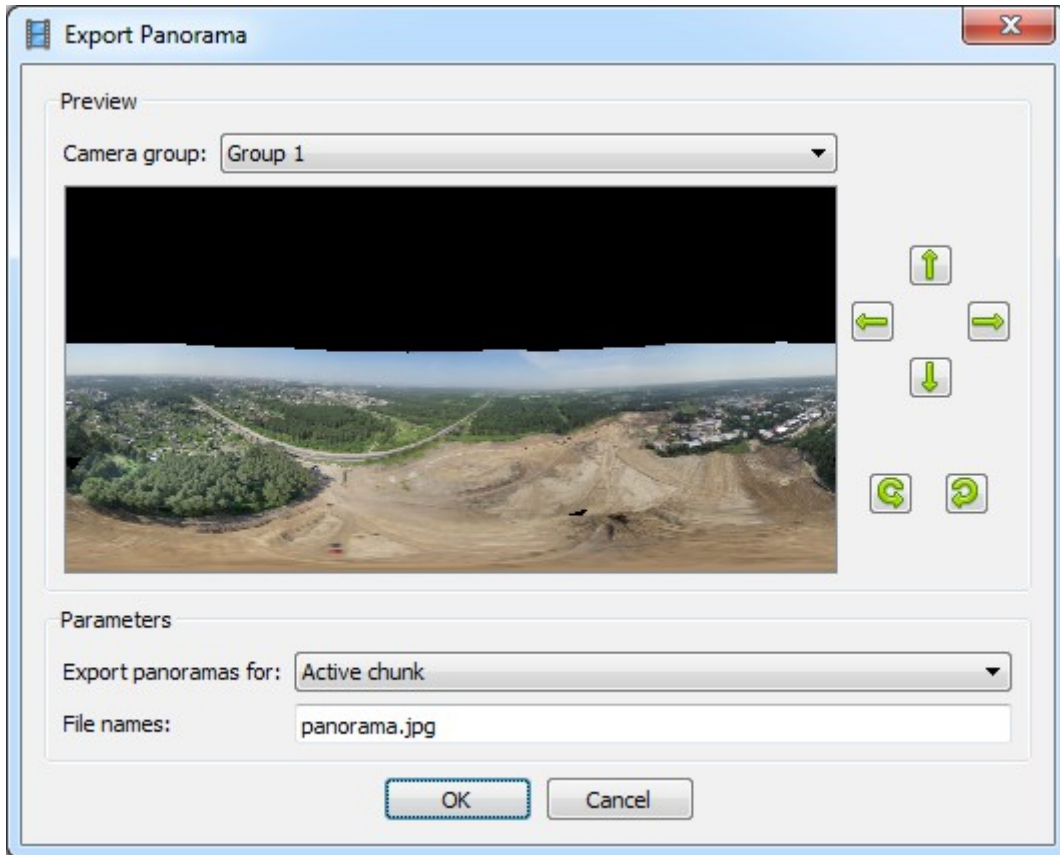 Export Panorama
Preview
Camera group: Group 1
Parameters
Export panoramas for: Active chunk
File names: panorama.jpg
OK Cancel